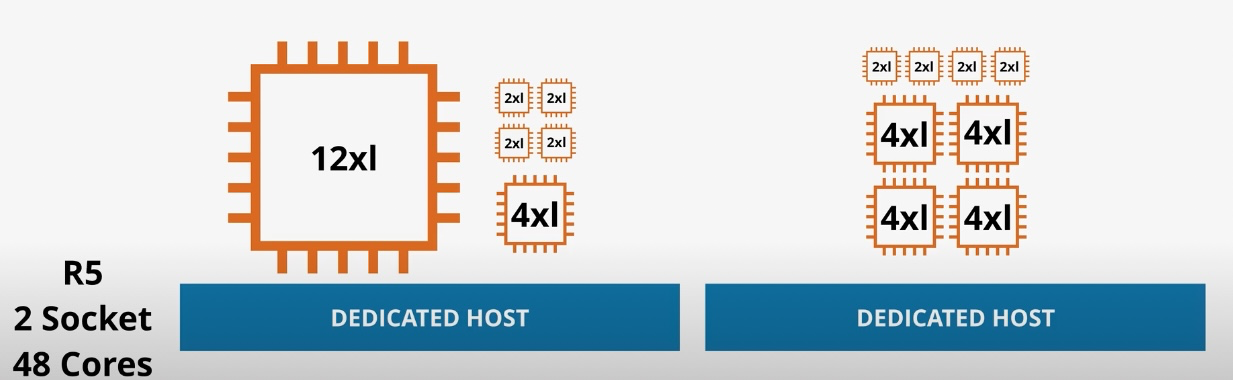 12xl
2xl 2xl
2xl 2xl
4xl
2xl 2xl 2xl 2xl
4xl 4xl
4xl 4xl
R5
2 Socket
48 Cores
DEDICATED HOST
DEDICATED HOST